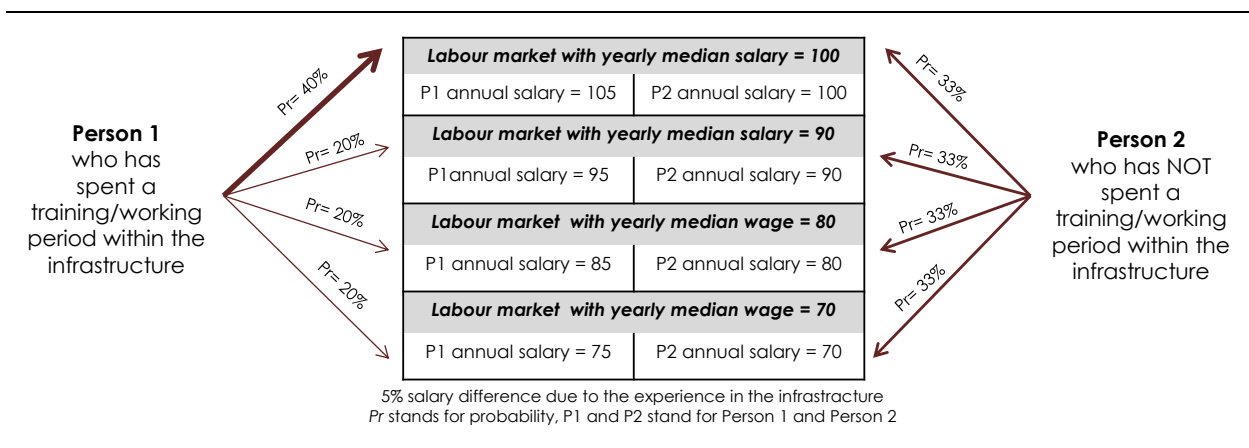 Person 1
who has
spent a
training/working
period within the
infrastructure
Pr= 40%
Pr= 20%
Pr= 20%
Pr= 20%
Labour market with yearly median salary = 100
P1 annual salary = 105 P2 annual salary = 100
Labour market with yearly median salary = 90
P1annual salary = 95 P2 annual salary = 90
Labour market with yearly median wage = 80
P1 annual salary = 85 P2 annual salary = 80
Labour market with yearly median wage = 70
P1 annual salary = 75 P2 annual salary = 70
Pr= 33%
Pr= 33%
Pr= 33%
Pr= 33%
Person 2
who has NOT
spent a
training/working
period within the
infrastructure
5% salary difference due to the experience in the infrastracture
Pr stands for probability, P1 and P2 stand for Person 1 and Person 2